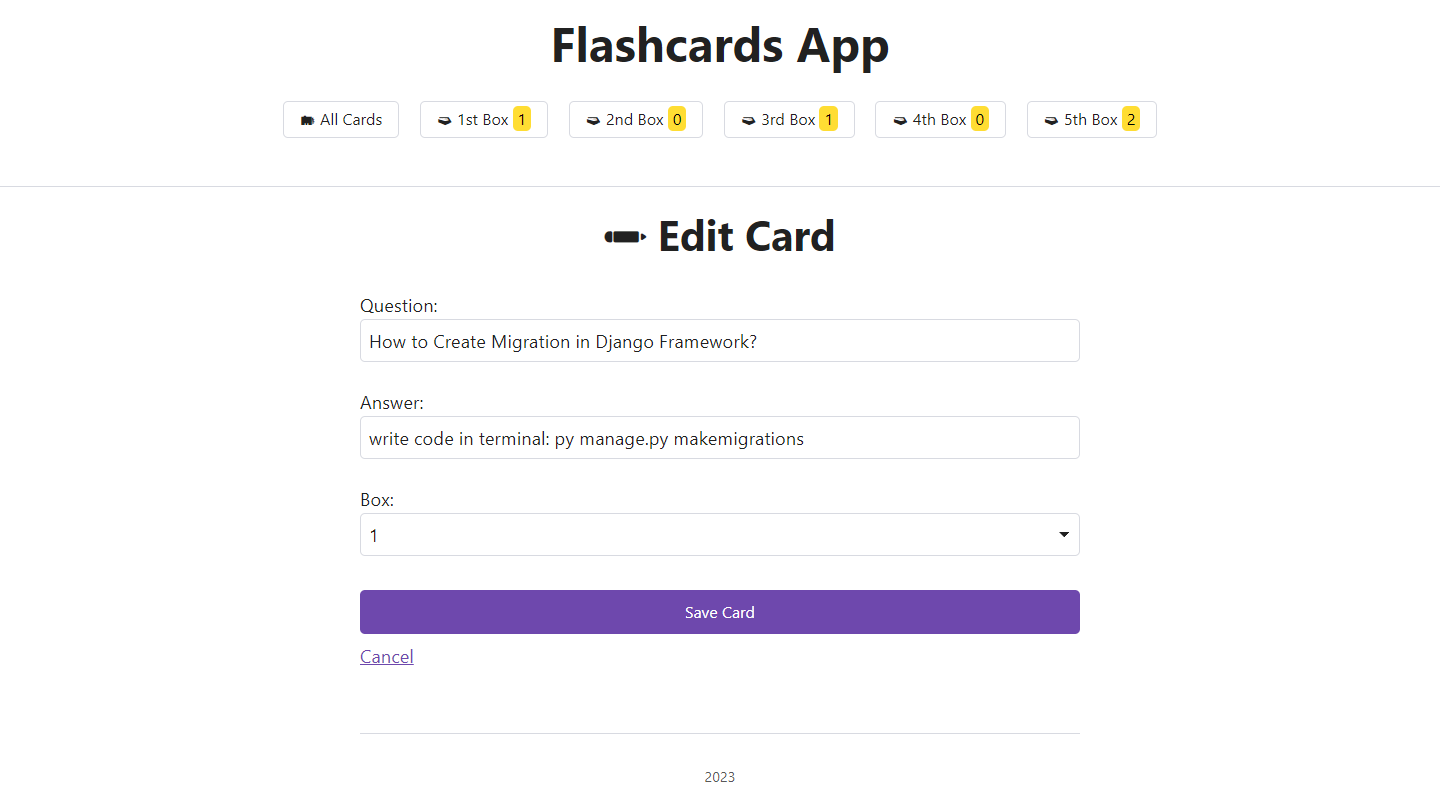 Flashcards App
All Cards 1st Box 1 2nd Box 0 3rd Box 1 4th Box 0 5th Box 2
Edit Card
Question:
How to Create Migration in Django Framework?
Answer:
write code in terminal: py manage.py makemigrations
Box:
1
Save Card
Cancel
2023